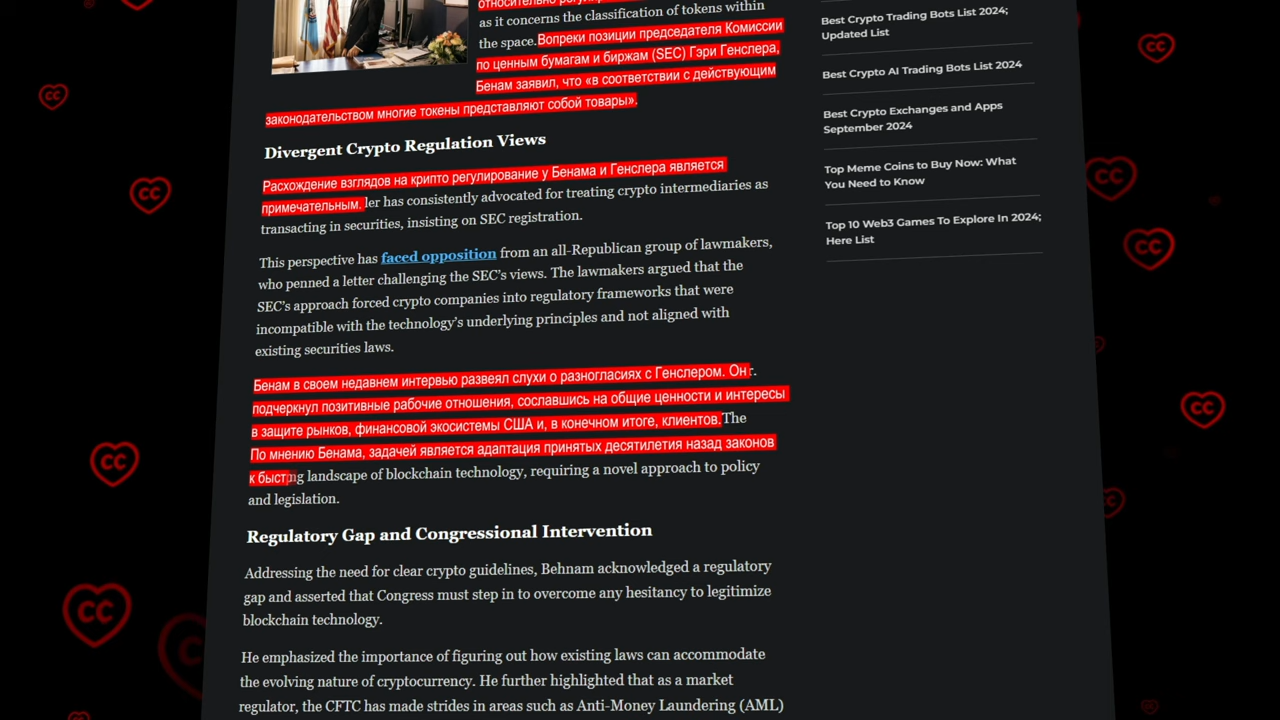 as it concerns the classification of tokens within
the space. Вопреки позиции председателя Комиссии
по ценным бумагам и биржам (SEC) Гэри Генслера,
Бенам заявил, что «в соответствии с действующим
законодательством многие токены представляют собой товары».
Divergent Crypto Regulation Views
Расхождение взглядов на крипто регулирование у Бенама и Генслера является
примечательным. ler has consistently advocated for treating crypto intermediaries as
transacting in securities, insisting on SEC registration.
This perspective has faced opposition from an all-Republican group of lawmakers,
who penned a letter challenging the SEC's views. The lawmakers argued that the
SEC's approach forced crypto companies into regulatory frameworks that were
incompatible with the technology's underlying principles and not aligned with
existing securities laws.
Бенам в своем недавнем интервью развеял слухи о разногласиях с Генслером. Он r.
подчеркнул позитивные рабочие отношения, сославшись на общие ценности и интересы
в защите рынков, финансовой экосистемы США и, в конечном итоге, клиентов. The
По мнению Бенама, задачей является адаптация принятых десятилетия назад законов
к быстр ng landscape of blockchain technology, requiring a novel approach to policy
and legislation.
Regulatory Gap and Congressional Intervention
Addressing the need for clear crypto guidelines, Behnam acknowledged a regulatory
gap and asserted that Congress must step in to overcome any hesitancy to legitimize
blockchain technology.
He emphasized the importance of figuring out how existing laws can accommodate
the evolving nature of cryptocurrency. He further highlighted that as a market
regulator, the CFTC has made strides in areas such as Anti-Money Laundering (AML)
Best Crypto Trading Bots List 2024;
Updated List
Best Crypto AI Trading Bots List 2024
Best Crypto Exchanges and Apps
September 2024
Top Meme Coins to Buy Now: What
You Need to Know
Top 10 Web3 Games To Explore In 2024;
Here List
CC
CC
CC
CC
CC
CC
CC
CC